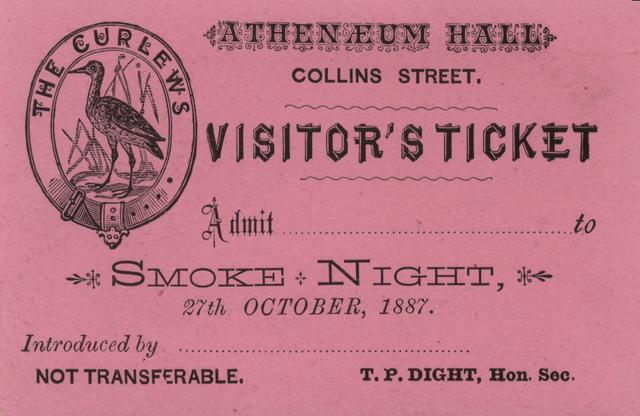 THE CURLEWS
ATHENÆUM HALL
COLLINS STREET.
VISITOR'S TICKET
Admit ........................................ to
SMOKE NIGHT,
27th OCTOBER, 1887.
Introduced by ........................................
NOT TRANSFERABLE. T. P. DIGHT, Hon. Sec.